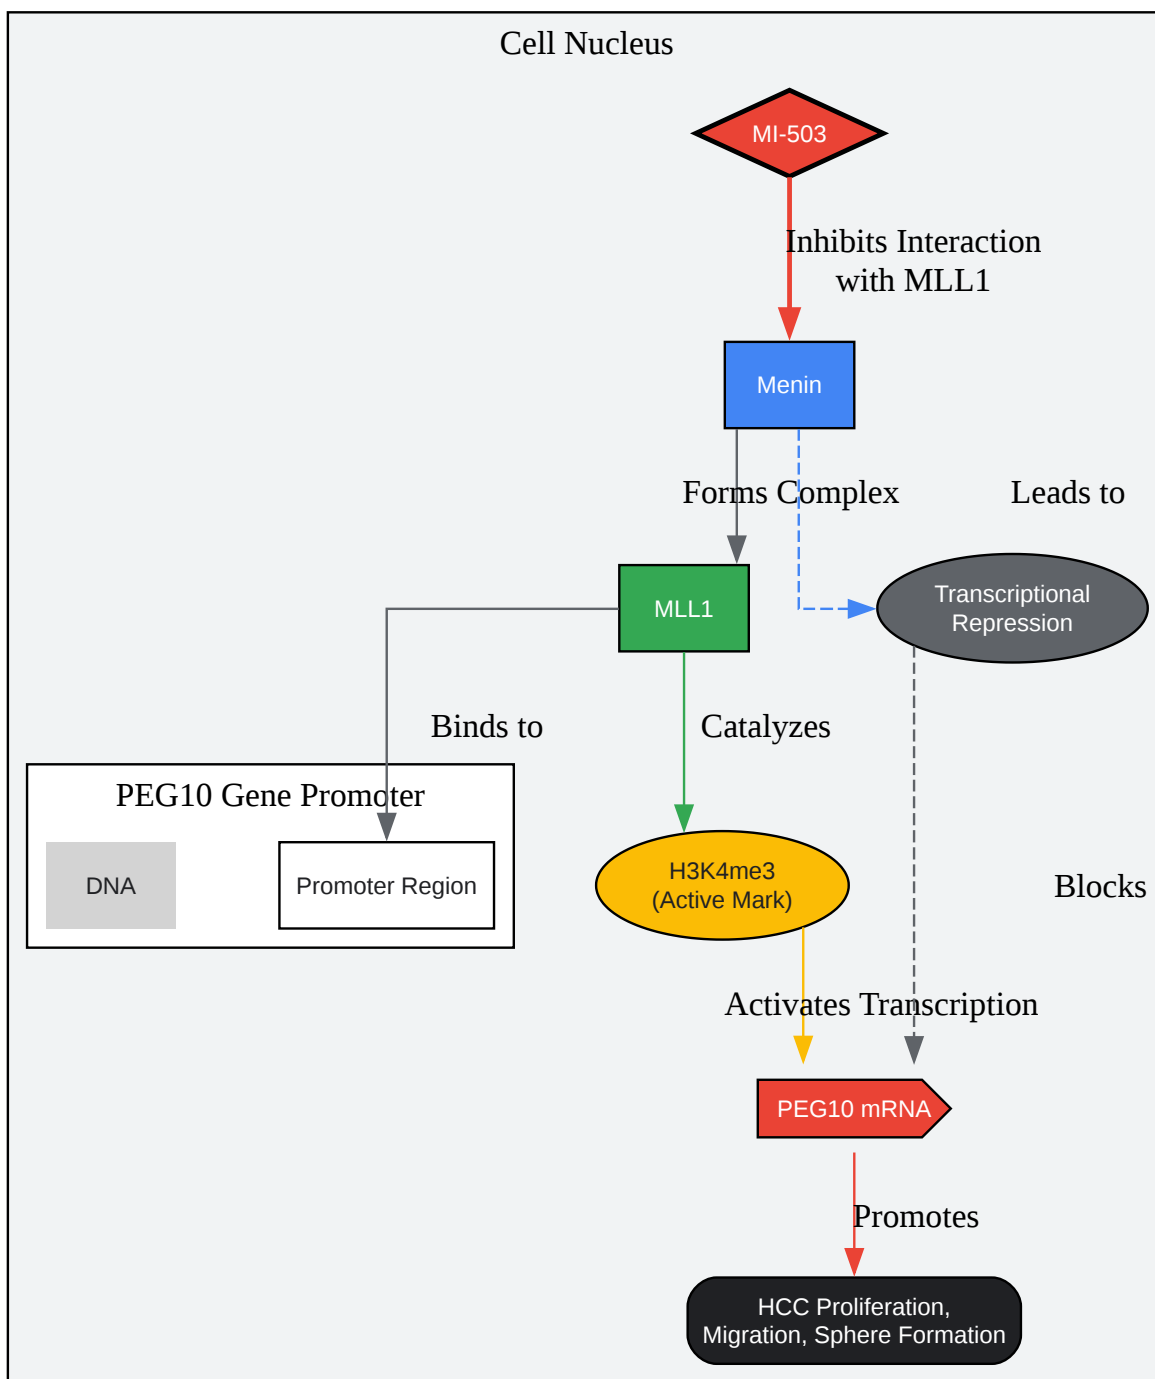 Cell Nucleus
MI-503
Inhibits Interaction
with MLL1
Menin
Forms Complex
Leads to
MLL1
Transcriptional
Repression
Binds to
Catalyzes
PEG10 Gene Promoter
DNA
Promoter Region
H3K4me3
(Active Mark)
Blocks
Activates Transcription
PEG10 mRNA
Promotes
HCC Proliferation,
Migration, Sphere Formation